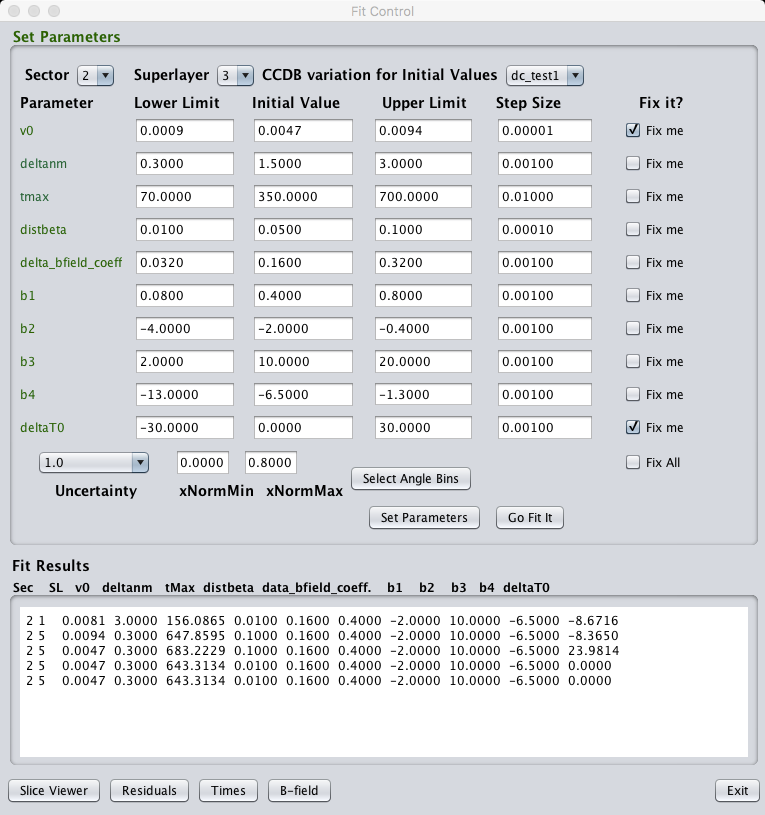 Fit Control
Set Parameters
Sector 2 Superlayer 3 CCDB variation for Initial Values dc_test1
Parameter Lower Limit Initial Value Upper Limit Step Size Fix it?
v0 0.0009 0.0047 0.0094 0.00001 Fix me
deltanm 0.3000 1.5000 3.0000 0.00100 Fix me
tmax 70.0000 350.0000 700.0000 0.01000 Fix me
distbeta 0.0100 0.0500 0.1000 0.00010 Fix me
delta_bfield_coeff 0.0320 0.1600 0.3200 0.00100 Fix me
b1 0.0800 0.4000 0.8000 0.00100 Fix me
b2 -4.0000 -2.0000 -0.4000 0.00100 Fix me
b3 2.0000 10.0000 20.0000 0.00100 Fix me
b4 -13.0000 -6.5000 -1.3000 0.00100 Fix me
deltaT0 -30.0000 0.0000 30.0000 0.00100 Fix me
1.0 0.0000 0.8000 Fix All
Select Angle Bins
Uncertainty xNormMin xNormMax
Set Parameters Go Fit It
Fit Results
Sec SL v0 deltanm tMax distbeta data_bfield_coeff. b1 b2 b3 b4 deltaT0
2 1 0.0081 3.0000 156.0865 0.0100 0.1600 0.4000 -2.0000 10.0000 -6.5000 -8.6716
2 5 0.0094 0.3000 647.8595 0.1000 0.1600 0.4000 -2.0000 10.0000 -6.5000 -8.3650
2 5 0.0047 0.3000 683.2229 0.1000 0.1600 0.4000 -2.0000 10.0000 -6.5000 23.9814
2 5 0.0047 0.3000 643.3134 0.0100 0.1600 0.4000 -2.0000 10.0000 -6.5000 0.0000
2 5 0.0047 0.3000 643.3134 0.0100 0.1600 0.4000 -2.0000 10.0000 -6.5000 0.0000
Slice Viewer Residuals Times B-field Exit